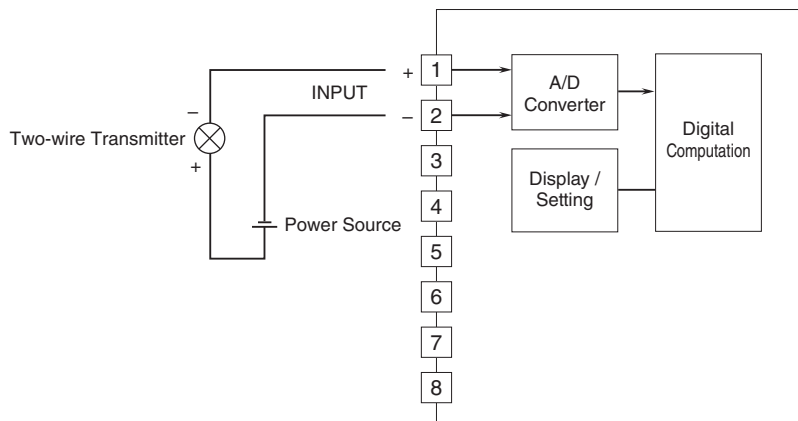 + 1
INPUT
– 2
–
Two-wire Transmitter
+
Power Source
3
4
5
6
7
8
A/D
Converter
Display /
Setting
Digital
Computation